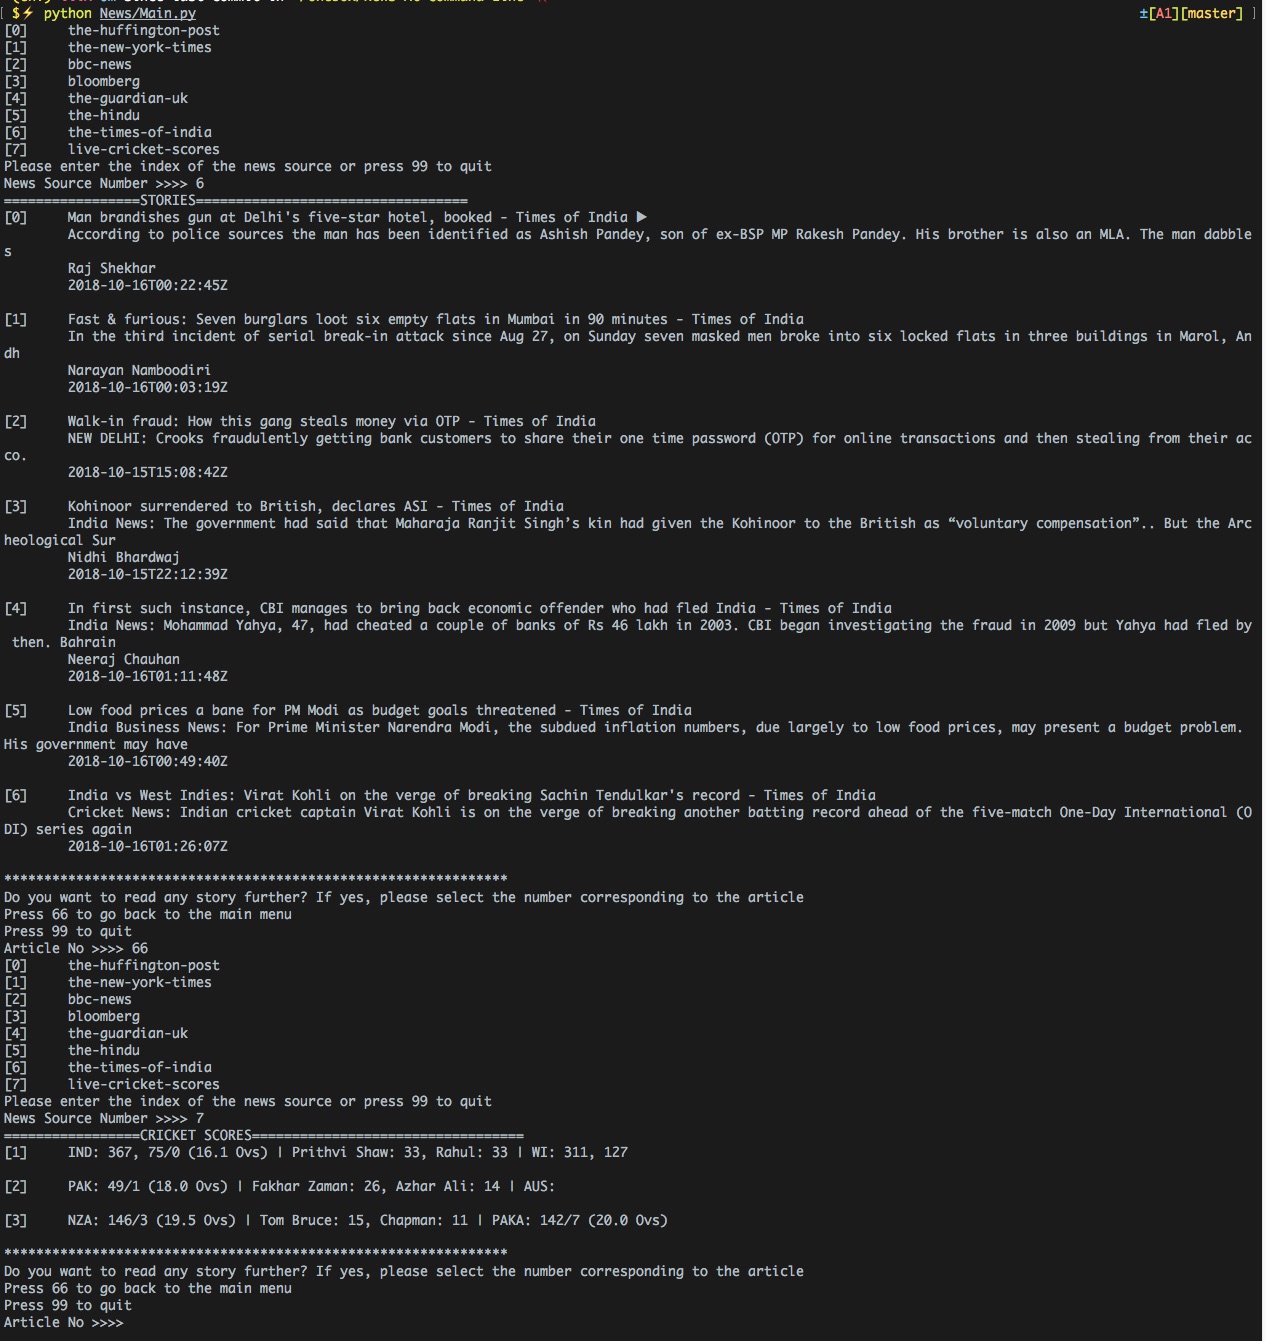 [ $⚡ python News/Main.py ±[A1][master] ]
[0] the-huffington-post
[1] the-new-york-times
[2] bbc-news
[3] bloomberg
[4] the-guardian-uk
[5] the-hindu
[6] the-times-of-india
[7] live-cricket-scores
Please enter the index of the news source or press 99 to quit
News Source Number >>>> 6
=================STORIES==================================
[0] Man brandishes gun at Delhi's five-star hotel, booked - Times of India ▶
According to police sources the man has been identified as Ashish Pandey, son of ex-BSP MP Rakesh Pandey. His brother is also an MLA. The man dabble
s
Raj Shekhar
2018-10-16T00:22:45Z
[1] Fast & furious: Seven burglars loot six empty flats in Mumbai in 90 minutes - Times of India
In the third incident of serial break-in attack since Aug 27, on Sunday seven masked men broke into six locked flats in three buildings in Marol, An
dh
Narayan Namboodiri
2018-10-16T00:03:19Z
[2] Walk-in fraud: How this gang steals money via OTP - Times of India
NEW DELHI: Crooks fraudulently getting bank customers to share their one time password (OTP) for online transactions and then stealing from their ac
co.
2018-10-15T15:08:42Z
[3] Kohinoor surrendered to British, declares ASI - Times of India
India News: The government had said that Maharaja Ranjit Singh’s kin had given the Kohinoor to the British as “voluntary compensation”.. But the Arc
heological Sur
Nidhi Bhardwaj
2018-10-15T22:12:39Z
[4] In first such instance, CBI manages to bring back economic offender who had fled India - Times of India
India News: Mohammad Yahya, 47, had cheated a couple of banks of Rs 46 lakh in 2003. CBI began investigating the fraud in 2009 but Yahya had fled by
then. Bahrain
Neeraj Chauhan
2018-10-16T01:11:48Z
[5] Low food prices a bane for PM Modi as budget goals threatened - Times of India
India Business News: For Prime Minister Narendra Modi, the subdued inflation numbers, due largely to low food prices, may present a budget problem.
His government may have
2018-10-16T00:49:40Z
[6] India vs West Indies: Virat Kohli on the verge of breaking Sachin Tendulkar's record - Times of India
Cricket News: Indian cricket captain Virat Kohli is on the verge of breaking another batting record ahead of the five-match One-Day International (O
DI) series again
2018-10-16T01:26:07Z
***************************************************************
Do you want to read any story further? If yes, please select the number corresponding to the article
Press 66 to go back to the main menu
Press 99 to quit
Article No >>>> 66
[0] the-huffington-post
[1] the-new-york-times
[2] bbc-news
[3] bloomberg
[4] the-guardian-uk
[5] the-hindu
[6] the-times-of-india
[7] live-cricket-scores
Please enter the index of the news source or press 99 to quit
News Source Number >>>> 7
=================CRICKET SCORES==================================
[1] IND: 367, 75/0 (16.1 Ovs) | Prithvi Shaw: 33, Rahul: 33 | WI: 311, 127
[2] PAK: 49/1 (18.0 Ovs) | Fakhar Zaman: 26, Azhar Ali: 14 | AUS:
[3] NZA: 146/3 (19.5 Ovs) | Tom Bruce: 15, Chapman: 11 | PAKA: 142/7 (20.0 Ovs)
***************************************************************
Do you want to read any story further? If yes, please select the number corresponding to the article
Press 66 to go back to the main menu
Press 99 to quit
Article No >>>>